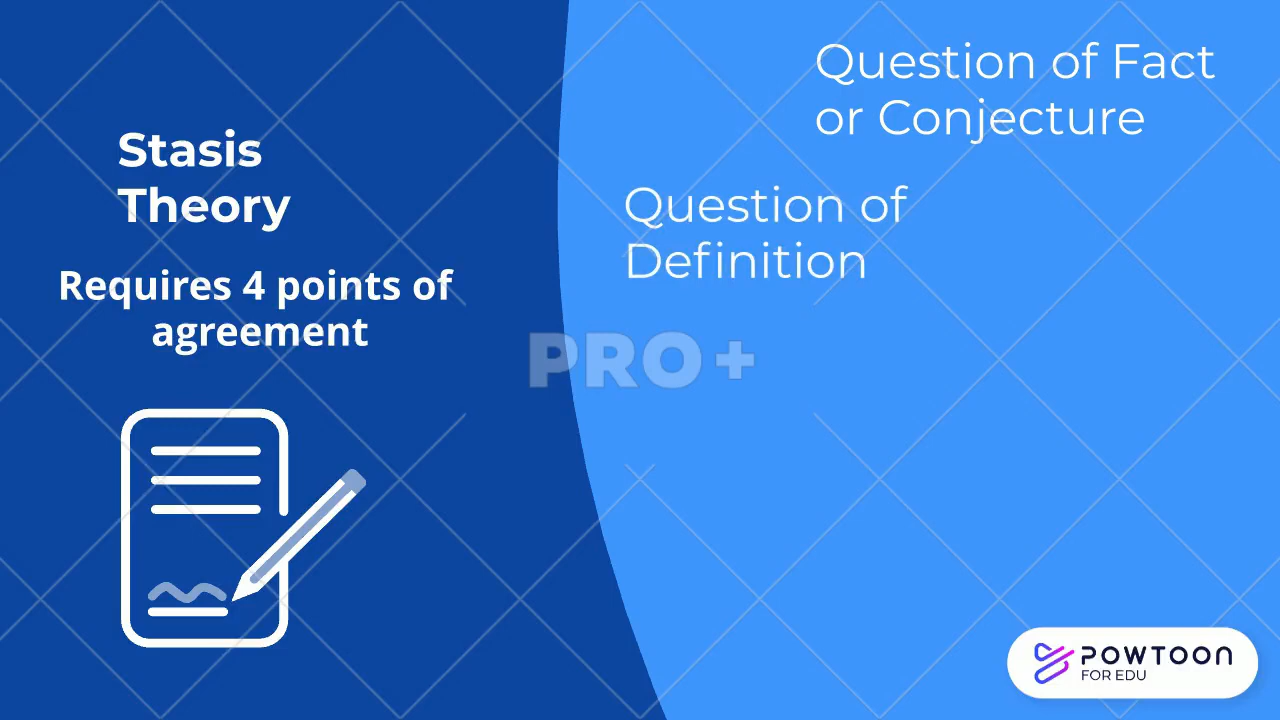 Stasis
Theory
Requires 4 points of
agreement
Question of Fact
or Conjecture
Question of
Definition
PRO+
POWTOON
FOR EDU